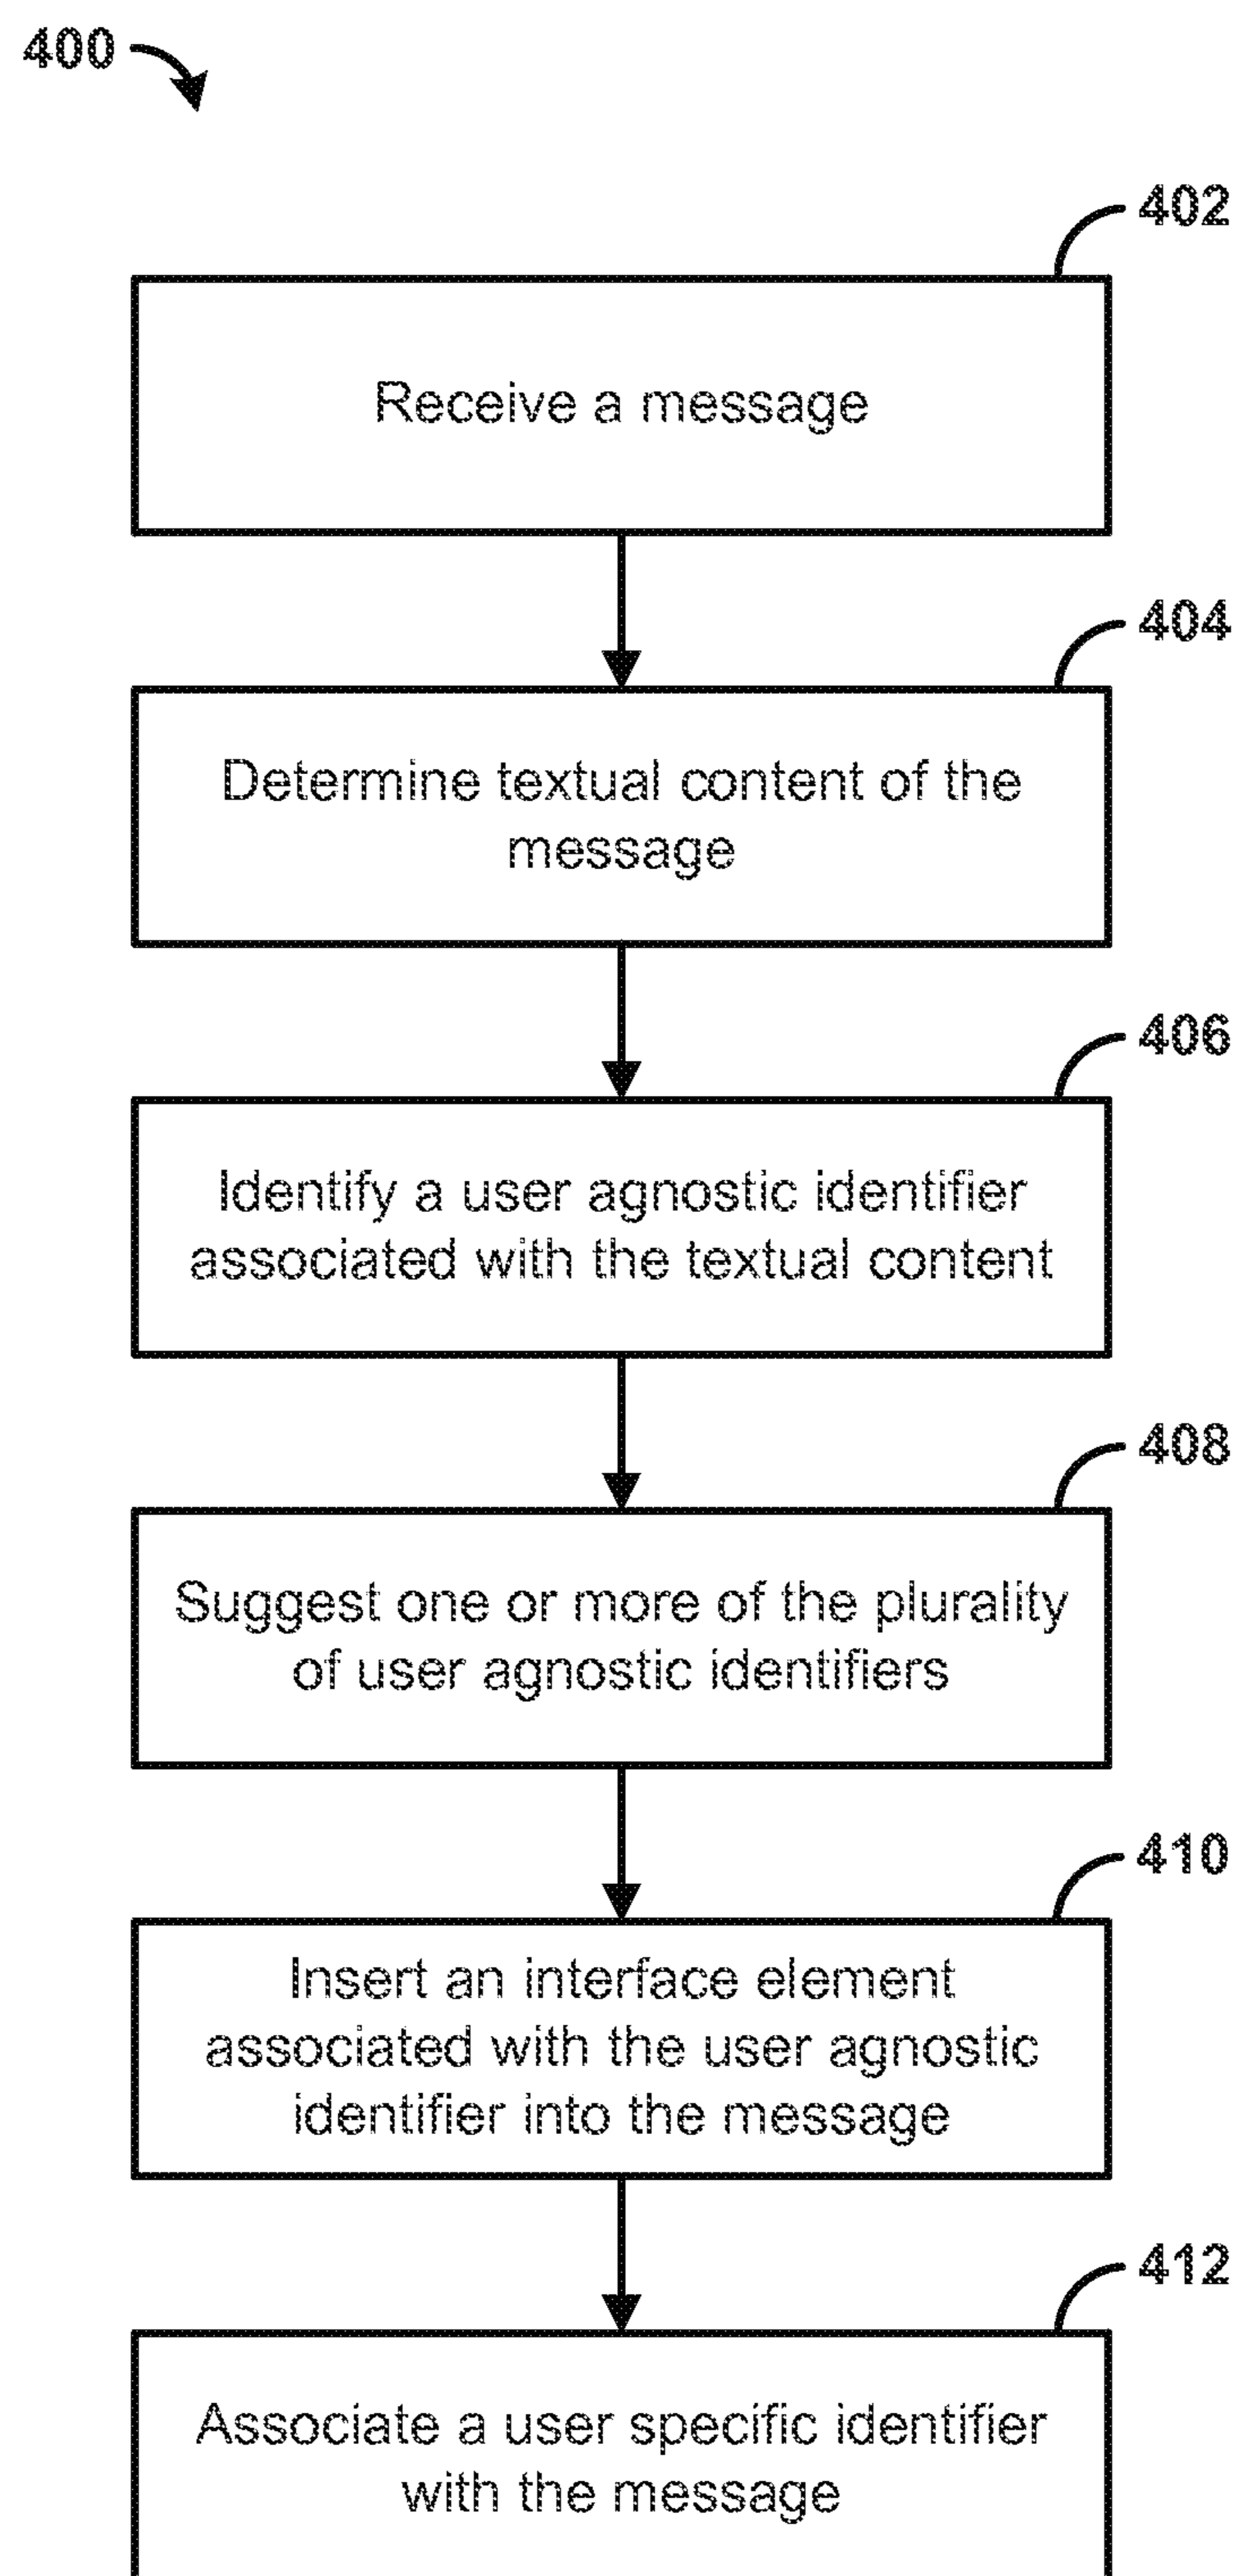 400
402
Receive a message
404
Determine textual content of the
message
406
Identify a user agnostic identifier
associated with the textual content
408
Suggest one or more of the plurality
of user agnostic identifiers
410
Insert an interface element
associated with the user agnostic
identifier into the message
412
Associate a user specific identifier
with the message